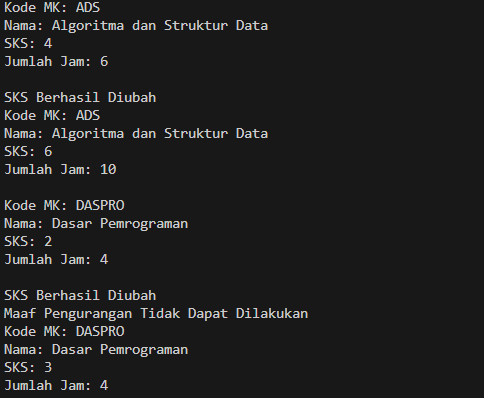 Kode MK: ADS
Nama: Algoritma dan Struktur Data
SKS: 4
Jumlah Jam: 6
SKS Berhasil Diubah
Kode MK: ADS
Nama: Algoritma dan Struktur Data
SKS: 6
Jumlah Jam: 10
Kode MK: DASPRO
Nama: Dasar Pemrograman
SKS: 2
Jumlah Jam: 4
SKS Berhasil Diubah
Maaf Pengurangan Tidak Dapat Dilakukan
Kode MK: DASPRO
Nama: Dasar Pemrograman
SKS: 3
Jumlah Jam: 4